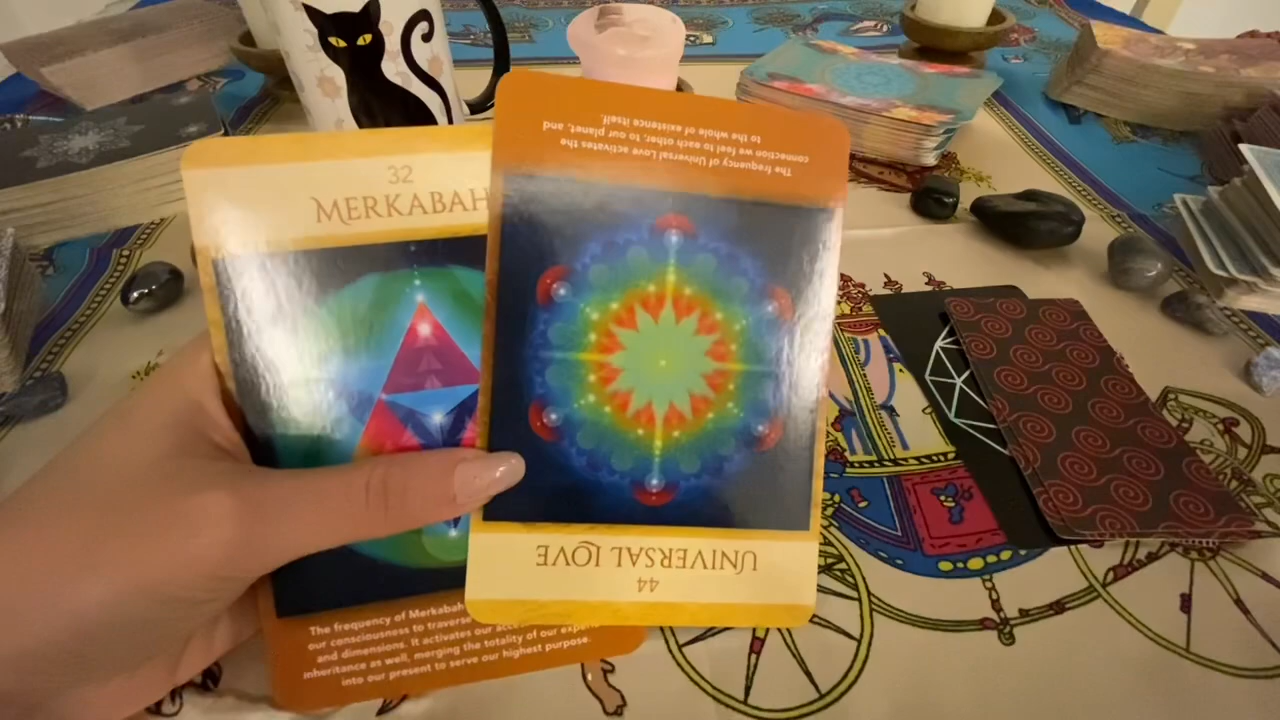 32
MERKABAH
The frequency of Merkabah
our consciousness to traverse
and dimensions. It activates our
inheritance as well, merging the totality of our
into our present to serve our highest purpose.
The frequency of Universal Love activates the
connection we feel to each other, to our planet, and
to the whole of existence itself.
44
UNIVERSAL LOVE